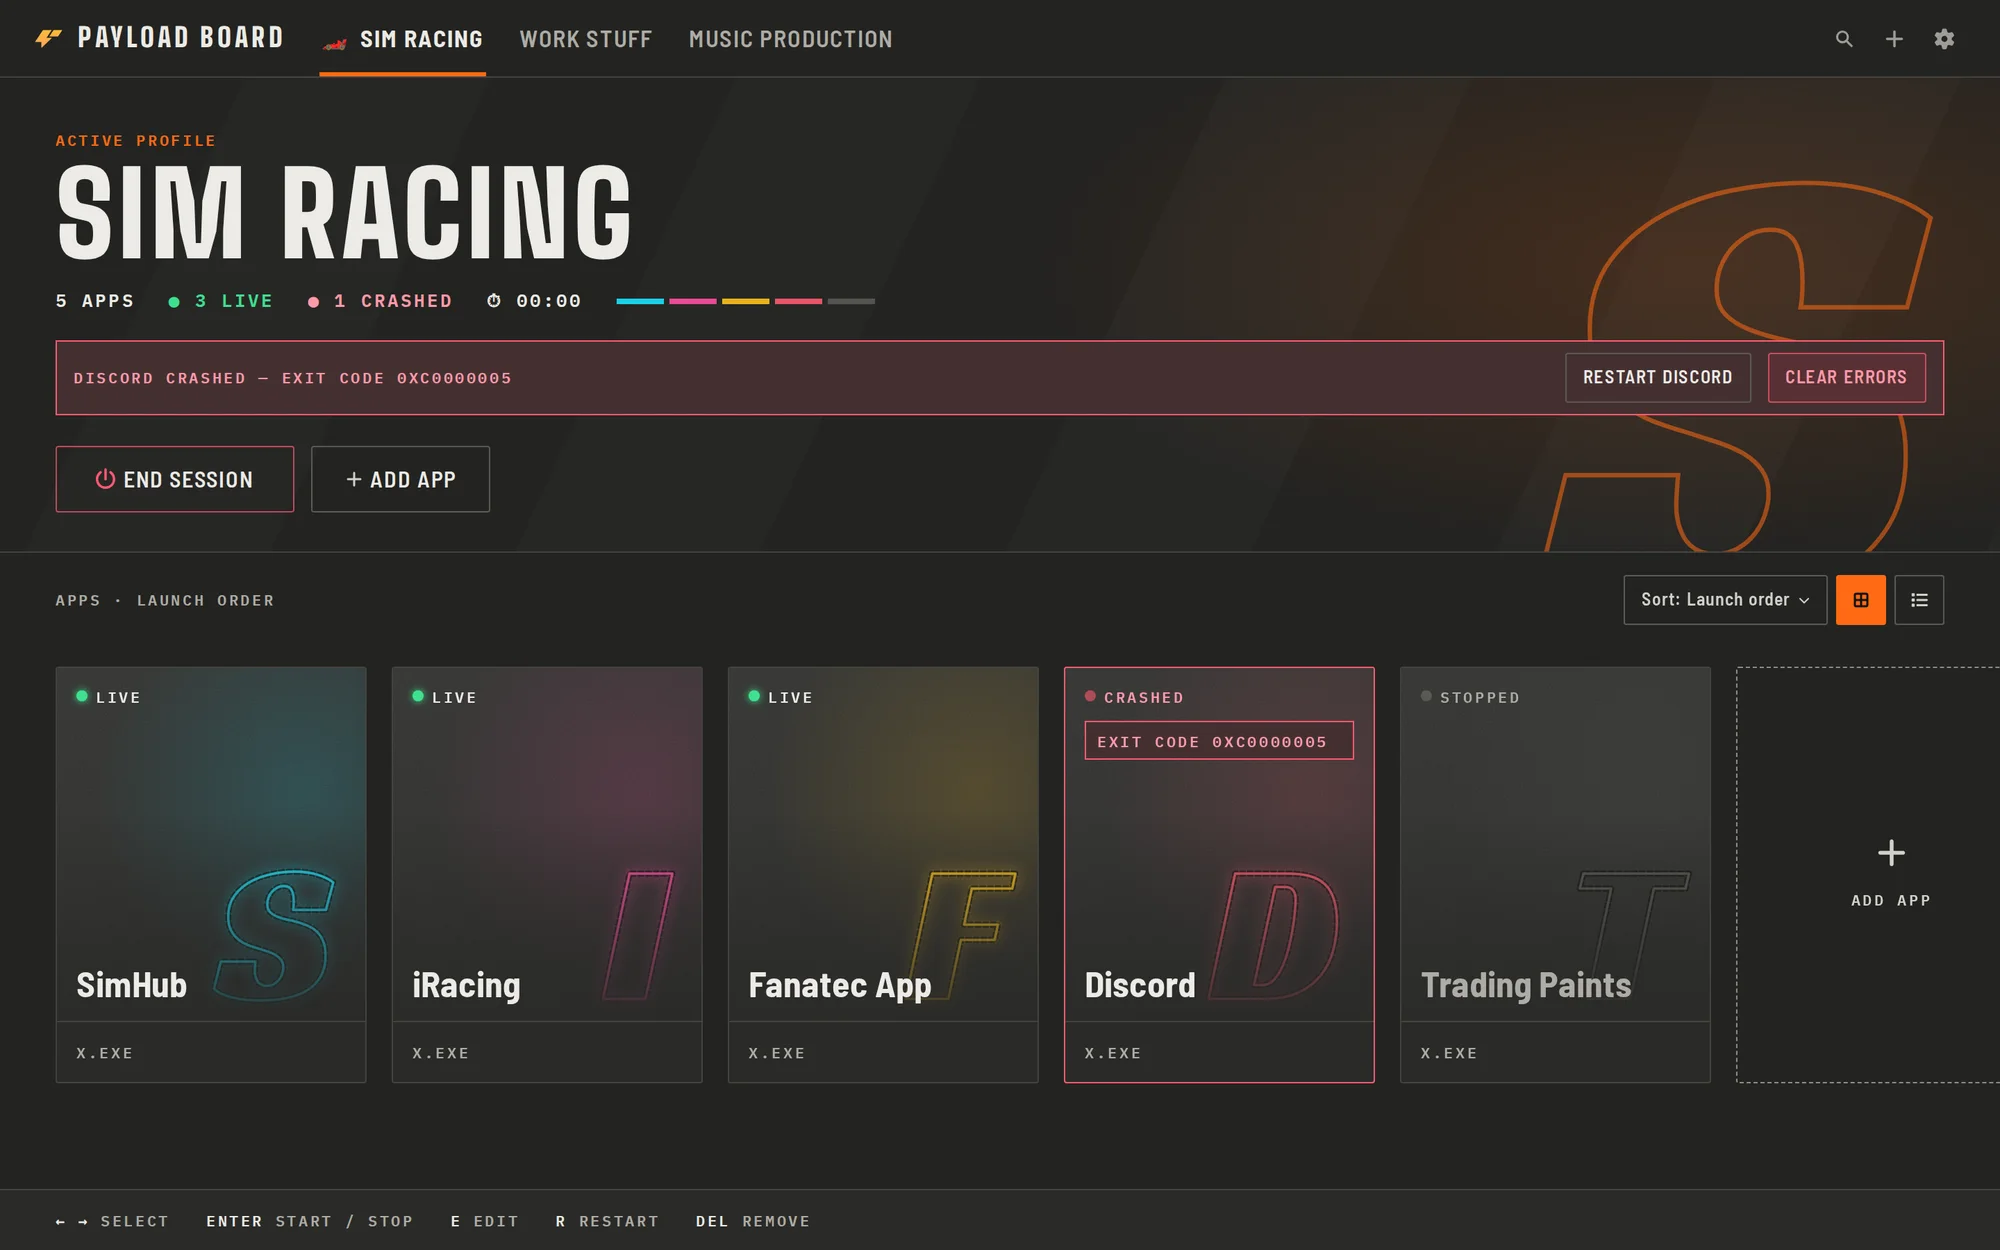 PAYLOAD BOARD
SIM RACING
WORK STUFF
MUSIC PRODUCTION
ACTIVE PROFILE
SIM RACING
5 APPS ● 3 LIVE ● 1 CRASHED ⏱ 00:00
DISCORD CRASHED — EXIT CODE 0XC0000005
RESTART DISCORD
CLEAR ERRORS
END SESSION
+ ADD APP
S
APPS · LAUNCH ORDER
Sort: Launch order
LIVE
S
SimHub
X.EXE
LIVE
I
iRacing
X.EXE
LIVE
F
Fanatec App
X.EXE
CRASHED
EXIT CODE 0XC0000005
D
Discord
X.EXE
STOPPED
T
Trading Paints
X.EXE
+
ADD APP
← → SELECT ENTER START / STOP E EDIT R RESTART DEL REMOVE